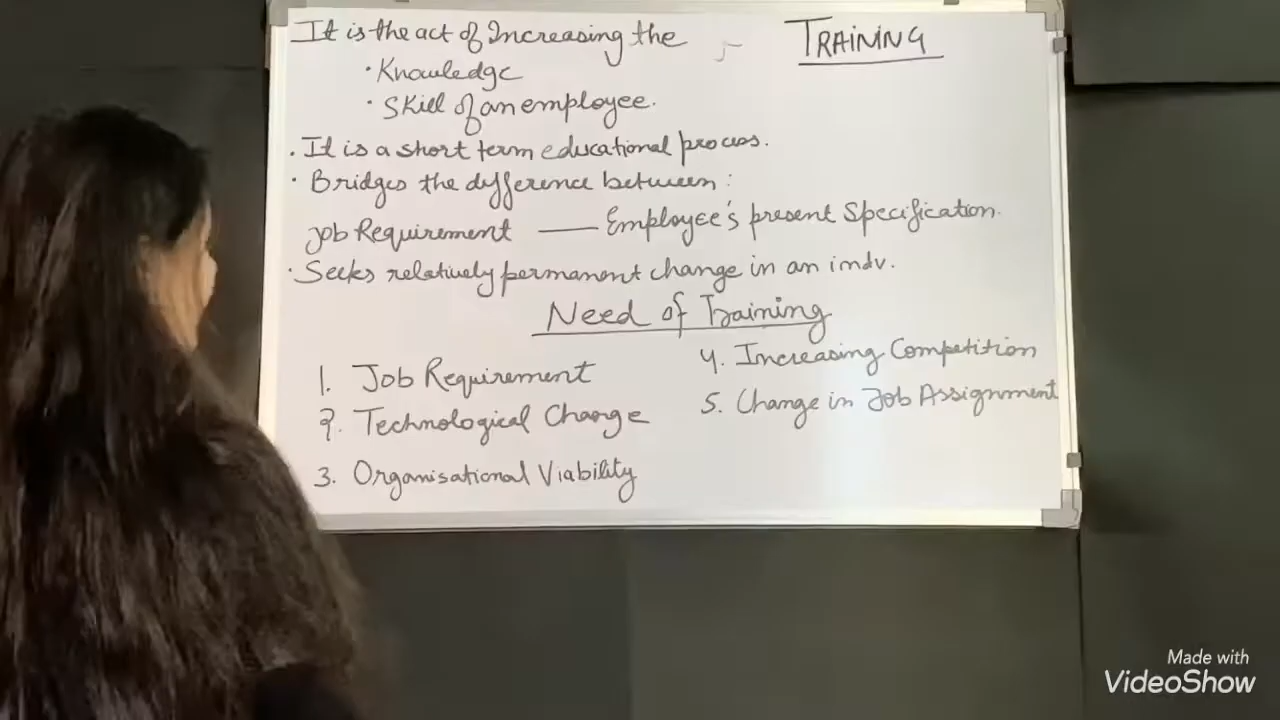 It is the act of Increasing the
TRAINING
· Knowledge
· Skill of an employee.
· It is a short term educational process.
· Bridges the difference between :
Job Requirement —— Employee's present Specification.
· Seeks relatively permanent change in an indv.
Need of Training
1. Job Requirement
2. Technological Change
3. Organisational Viability
4. Increasing Competition
5. Change in Job Assignment
Made with
VideoShow